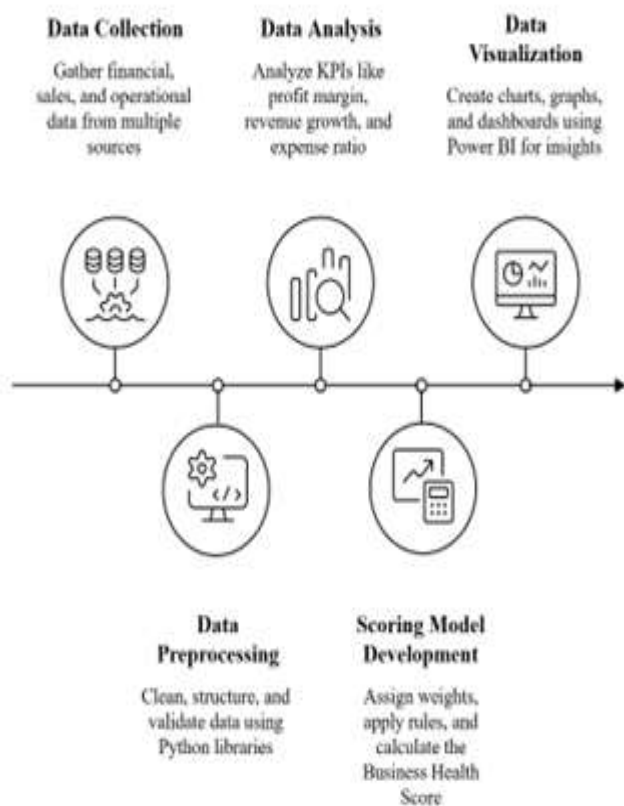 Data Collection
Gather financial,
sales, and operational
data from multiple
sources
Data Analysis
Analyze KPIs like
profit margin,
revenue growth, and
expense ratio
Data
Visualization
Create charts, graphs,
and dashboards using
Power BI for insights
Data
Preprocessing
Clean, structure, and
validate data using
Python libraries
Scoring Model
Development
Assign weights,
apply rules, and
calculate the
Business Health
Score